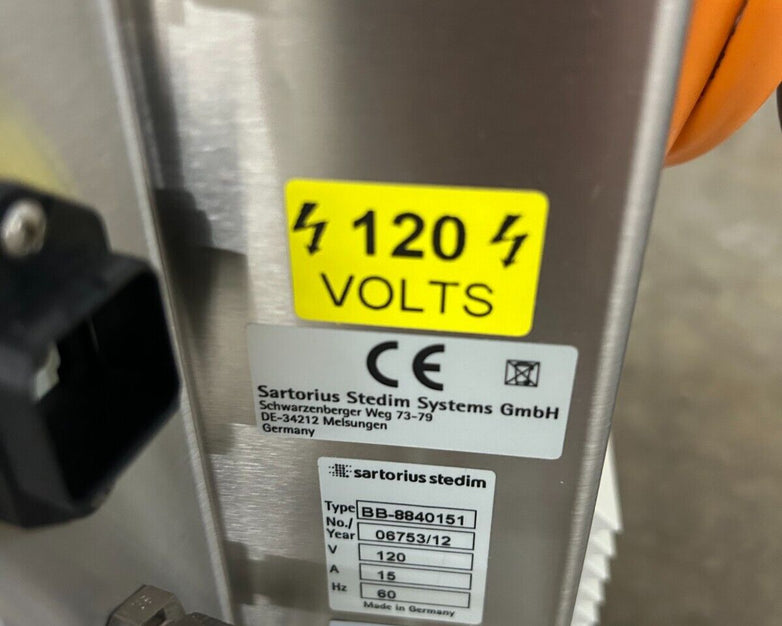 120
VOLTS
CE
Sartorius Stedim Systems GmbH
Schwarzenberger Weg 73-79
DE-34212 Melsungen
Germany
sartorius stedim
Type BB-8840151
No./
Year 06753/12
V 120
A 15
Hz 60
Made in Germany